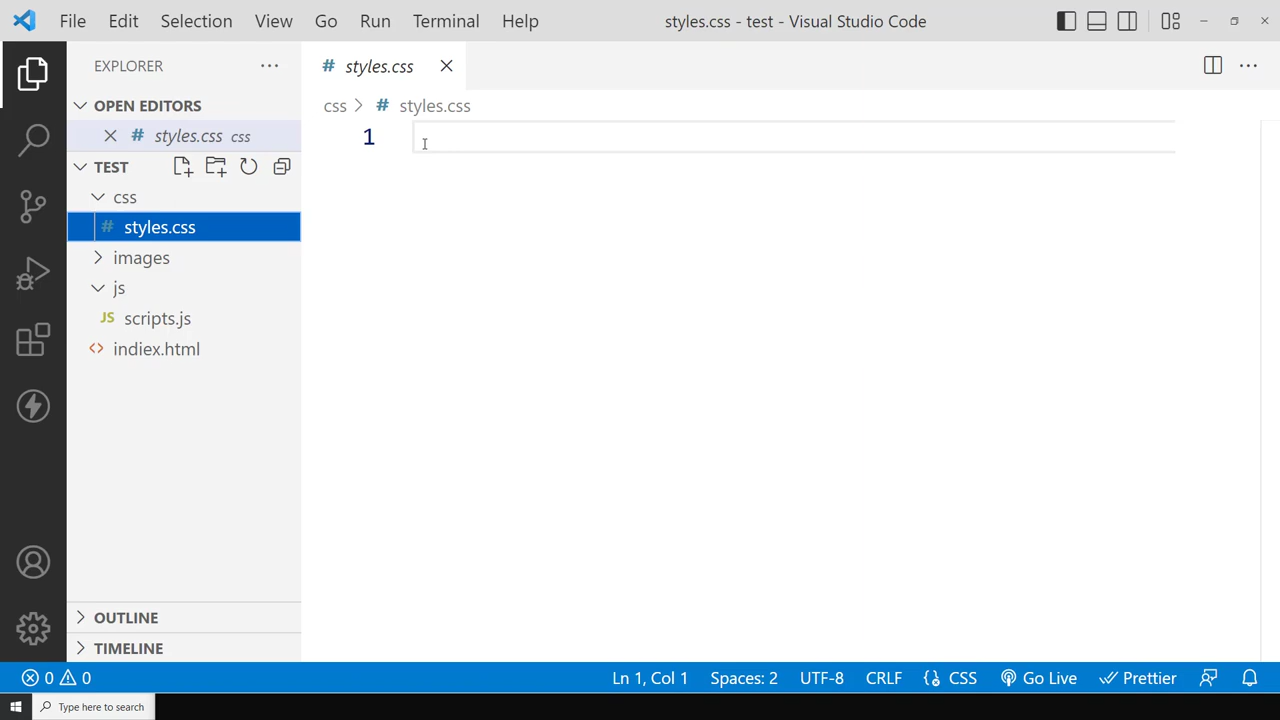 File Edit Selection View Go Run Terminal Help styles.css - test - Visual Studio Code
EXPLORER
# styles.css
OPEN EDITORS
# styles.css css
css # styles.css
TEST
1
css
# styles.css
images
js
JS scripts.js
<> indiex.html
OUTLINE
TIMELINE
0 0 Ln 1, Col 1 Spaces: 2 UTF-8 CRLF {} CSS Go Live Prettier
Type here to search